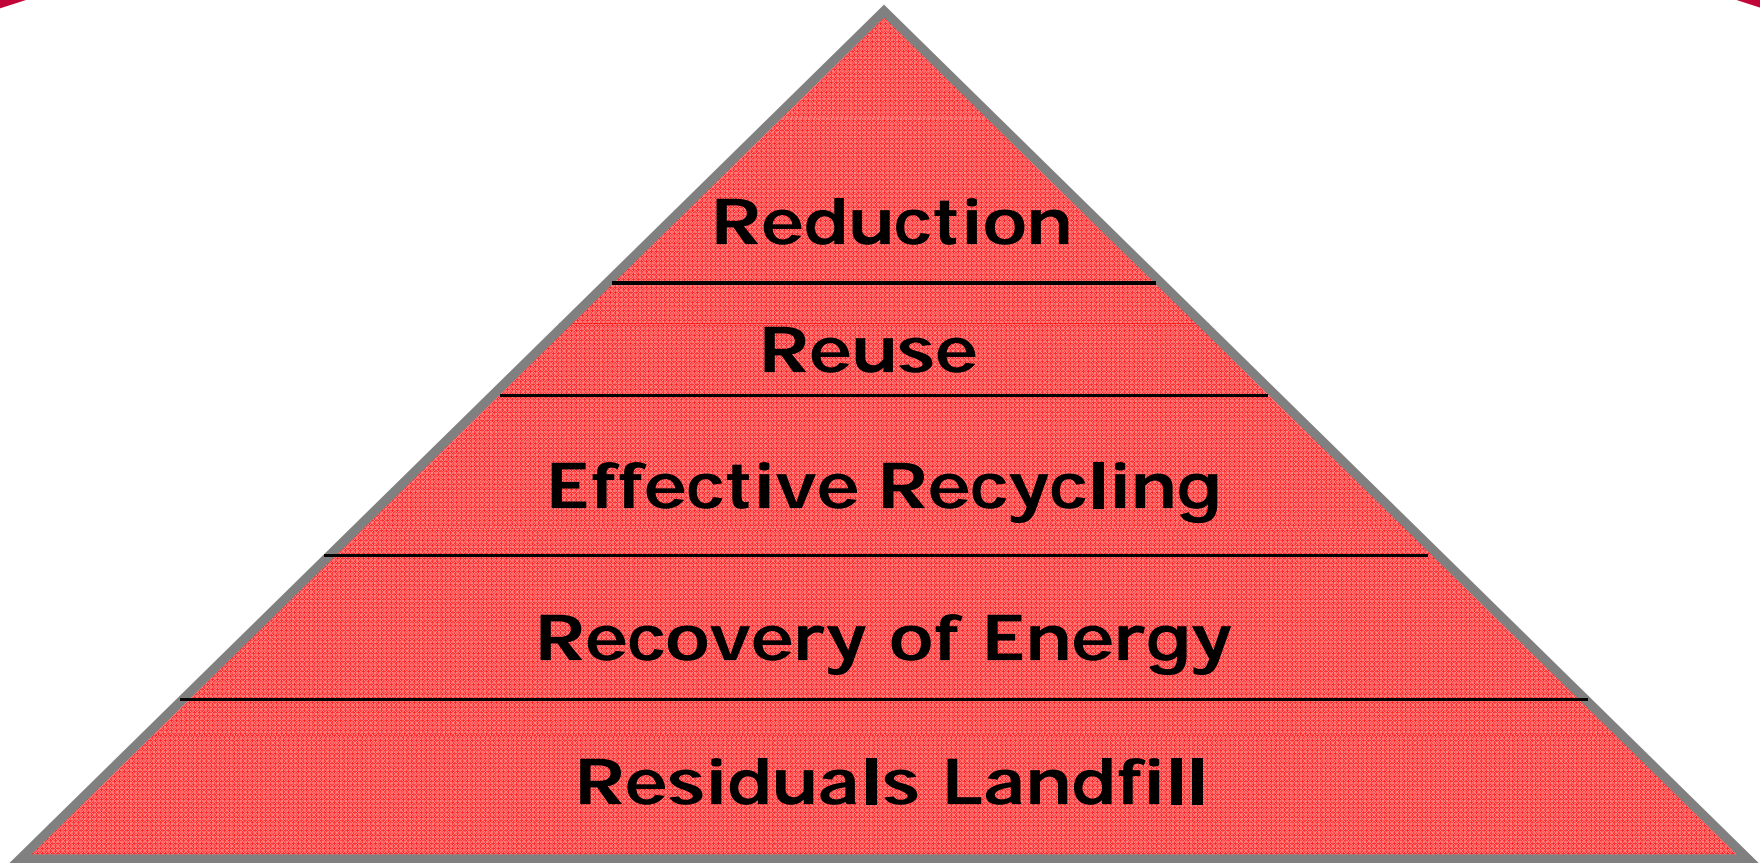 Reduction
Reuse
Effective Recycling
Recovery of Energy
Residuals Landfill